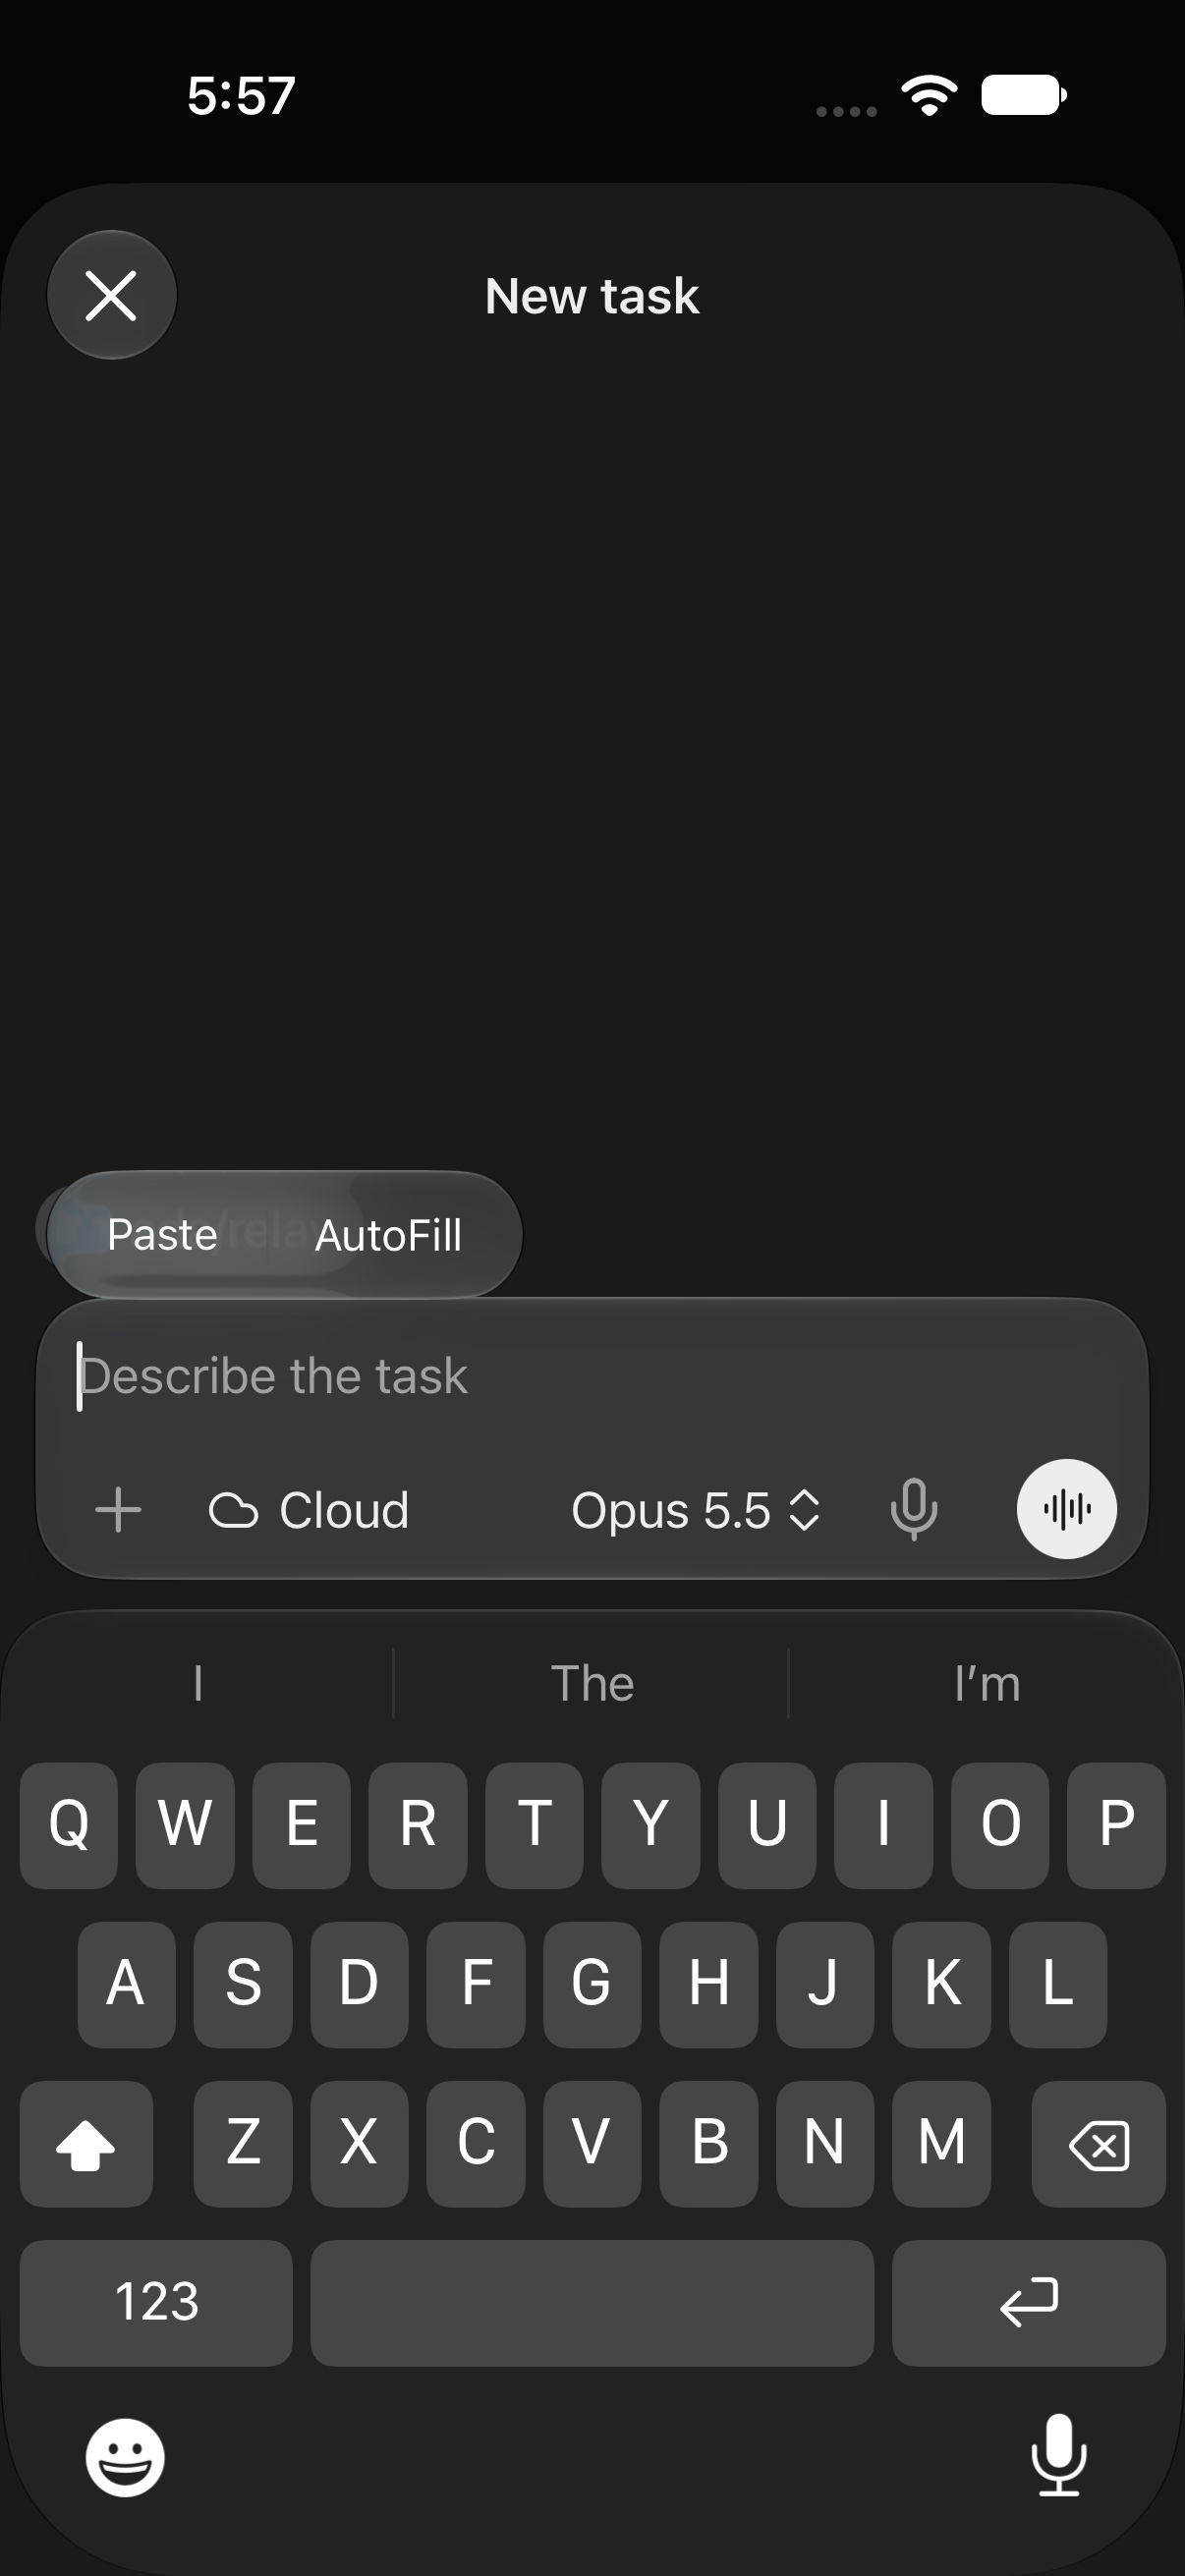 5:57
New task
Paste AutoFill
Describe the task
Cloud Opus 5.5
I The I’m
Q W E R T Y U I O P
A S D F G H J K L
Z X C V B N M
123